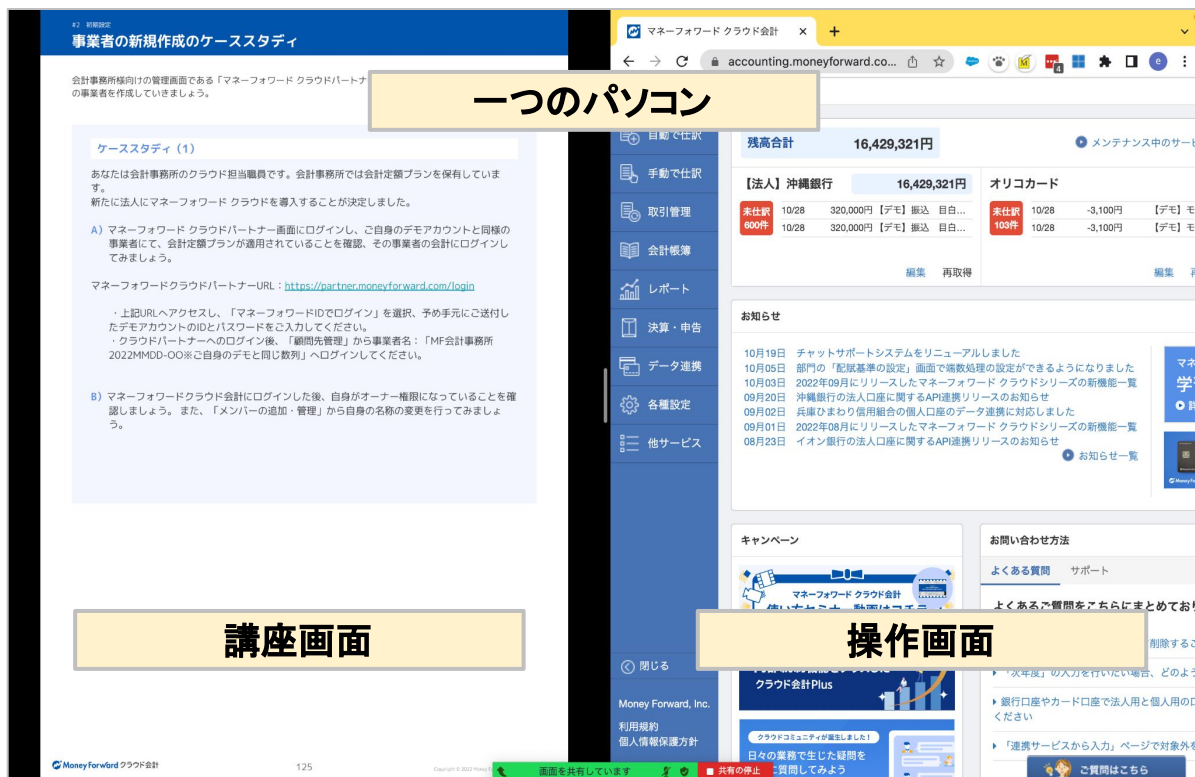 #2 初期設定
事業者の新規作成のケーススタディ
会計事務所様向けの管理画面である「マネーフォワード クラウドパートナ
の事業者を作成していきましょう。
一つのパソコン
ケーススタディ（1）
あなたは会計事務所のクラウド担当職員です。会計事務所では会計定額プランを保有していま
す。
新たに法人にマネーフォワード クラウドを導入することが決定しました。
A）マネーフォワード クラウドパートナー画面にログインし、ご自身のデモアカウントと同様の
事業者にて、会計定額プランが適用されていることを確認、その事業者の会計にログインし
てみましょう。
マネーフォワードクラウドパートナーURL：https://partner.moneyforward.com/login
・上記URLへアクセスし、「マネーフォワードIDでログイン」を選択、予め手元にご送付し
たデモアカウントのIDとパスワードをご入力してください。
・クラウドパートナーへのログイン後、「顧問先管理」から事業者名：「MF会計事務所
2022MMDD-OO※ご自身のデモと同じ数列」へログインしてください。
B）マネーフォワードクラウド会計にログインした後、自身がオーナー権限になっていることを確
認しましょう。また、「メンバーの追加・管理」から自身の名称の変更を行ってみましょ
う。
講座画面
Money Forward クラウド会計
125
Copyright © 2022 Money
マネーフォワード クラウド会計
accounting.moneyforward.co...
4
e
自動で仕訳
手動で仕訳
取引管理
会計帳簿
レポート
決算・申告
データ連携
各種設定
他サービス
閉じる
Money Forward, Inc.
利用規約
個人情報保護方針
残高合計 16,429,321円
メンテナンス中のサービ
【法人】沖縄銀行 16,429,321円
未仕訳 600件
10/28 320,000円 【デモ】振込 目白...
10/28 320,000円 【デモ】振込 目白...
編集 再取得
オリコカード
未仕訳 103件
10/28 -3,100円 【デモ】モ
10/28 -3,100円 【デモ】モ
編集
お知らせ
10月19日 チャットサポートシステムをリニューアルしました
10月05日 部門の「配賦基準の設定」画面で端数処理の設定ができるようになりました
10月03日 2022年09月にリリースしたマネーフォワード クラウドシリーズの新機能一覧
09月20日 沖縄銀行の法人口座に関するAPI連携リリースのお知らせ
09月02日 兵庫ひまわり信用組合の個人口座のデータ連携に対応しました
09月01日 2022年08月にリリースしたマネーフォワード クラウドシリーズの新機能一覧
08月23日 イオン銀行の法人口座に関するAPI連携リリースのお知らせ
お知らせ一覧
マネ
学
キャンペーン
マネーフォワード クラウド会計
操作画面
クラウド会計Plus
クラウドコミュニティが誕生しました！
日々の業務で生じた疑問を
に質問してみよう
お問い合わせ方法
よくある質問 サポート
よくあるご質問をこちらにまとめてお
削除するこ
「次年度」の入力を行いたい場合、どのよう
銀行口座やカード口座で法人用と個人用の口
ください
「連携サービスから入力」ページで対象外を
ご質問はこちら
画面を共有しています
共有の停止